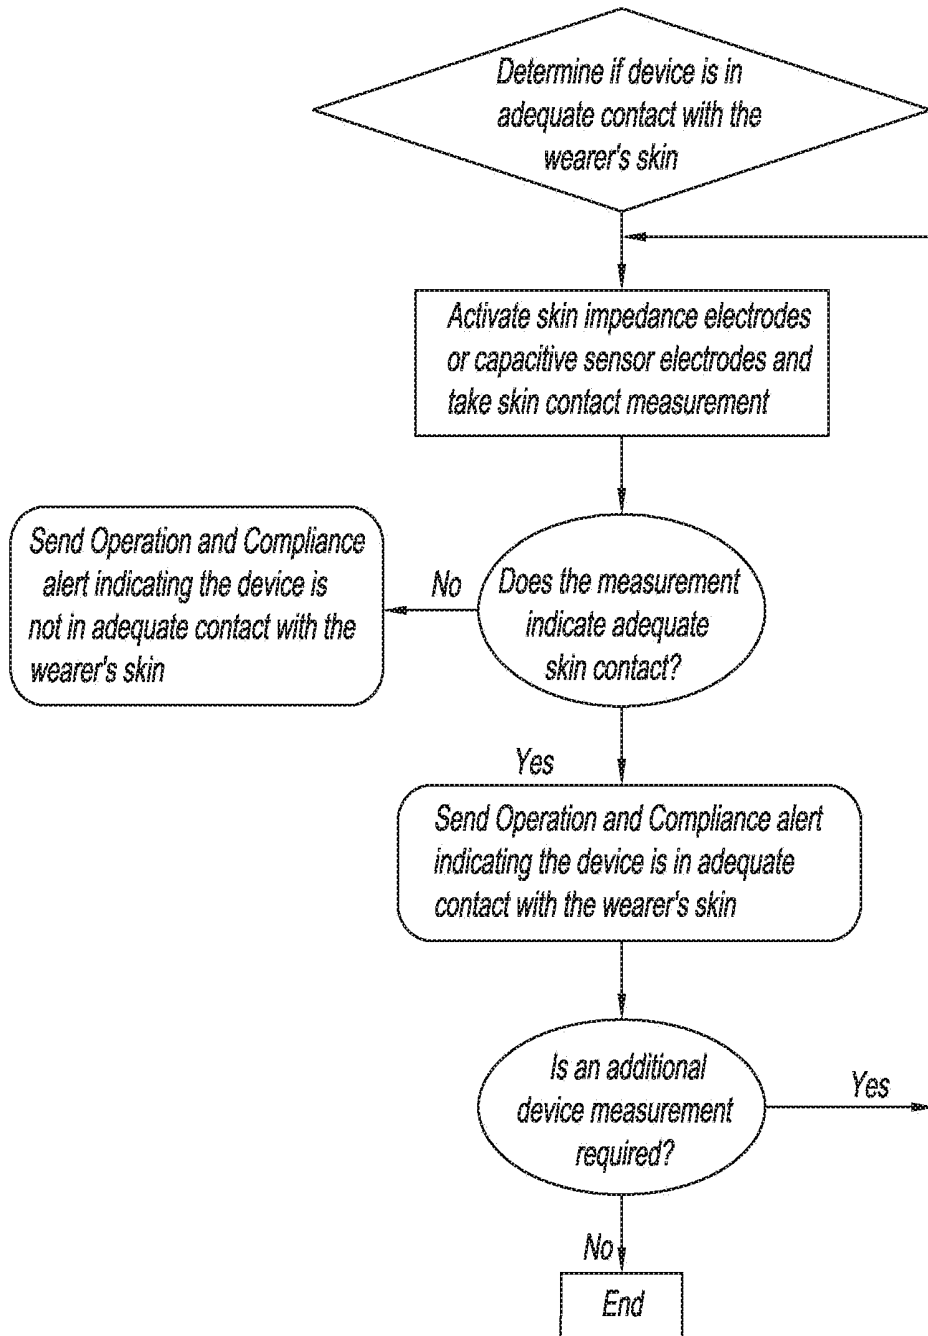 Determine if device is in
adequate contact with the
wearer's skin
Activate skin impedance electrodes
or capacitive sensor electrodes and
take skin contact measurement
Send Operation and Compliance
alert indicating the device is
not in adequate contact with the
wearer's skin
No
Does the measurement
indicate adequate
skin contact?
Yes
Send Operation and Compliance alert
indicating the device is in adequate
contact with the wearer's skin
Is an additional
device measurement
required?
Yes
No
End